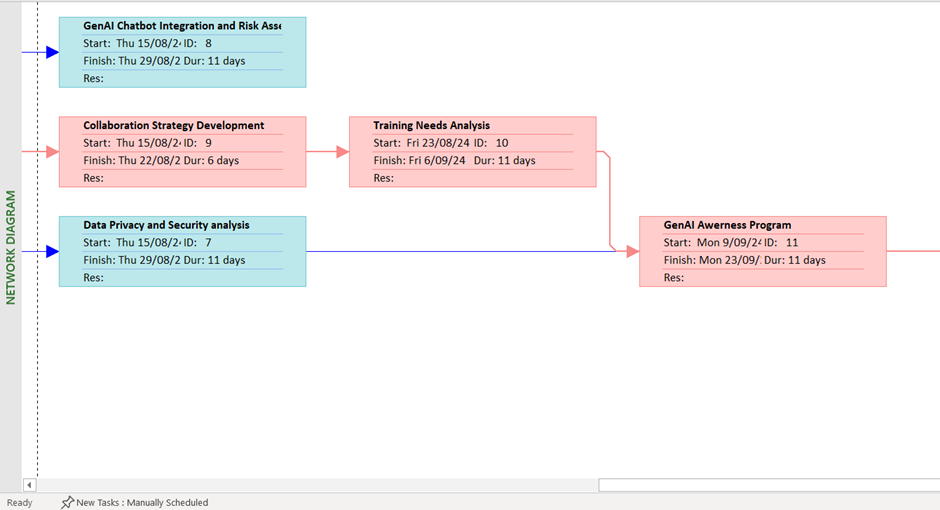 GenAI Chatbot Integration and Risk Asse
Start: Thu 15/08/24 ID: 8
Finish: Thu 29/08/2 Dur: 11 days
Res:
Collaboration Strategy Development
Start: Thu 15/08/24 ID: 9
Finish: Thu 22/08/2 Dur: 6 days
Res:
Training Needs Analysis
Start: Fri 23/08/24 ID: 10
Finish: Fri 6/09/24 Dur: 11 days
Res:
Data Privacy and Security analysis
Start: Thu 15/08/24 ID: 7
Finish: Thu 29/08/2 Dur: 11 days
Res:
GenAI Awerness Program
Start: Mon 9/09/24 ID: 11
Finish: Mon 23/09/ Dur: 11 days
Res:
NETWORK DIAGRAM
Ready
New Tasks : Manually Scheduled